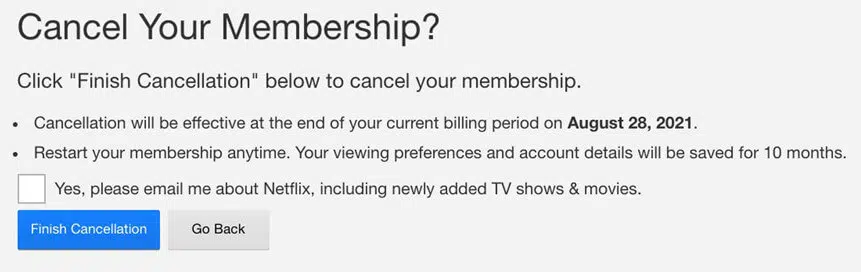 Cancel Your Membership?
Click "Finish Cancellation" below to cancel your membership.
• Cancellation will be effective at the end of your current billing period on August 28, 2021.
• Restart your membership anytime. Your viewing preferences and account details will be saved for 10 months.
Yes, please email me about Netflix, including newly added TV shows & movies.
Finish Cancellation Go Back